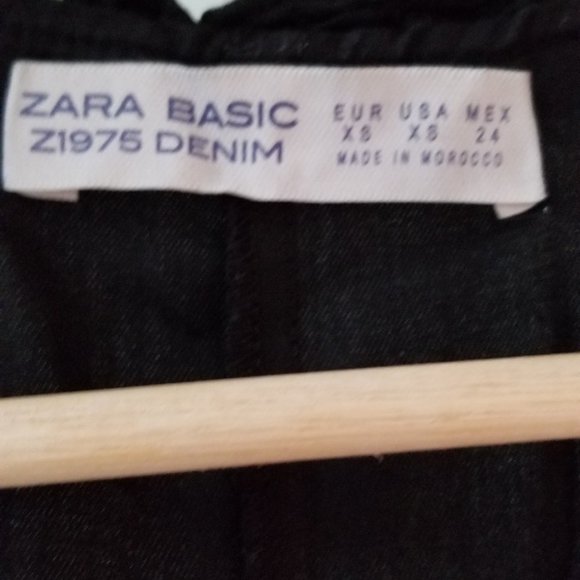 ZARA BASIC
Z1975 DENIM
EUR USA MEX
XS XS 24
MADE IN MOROCCO